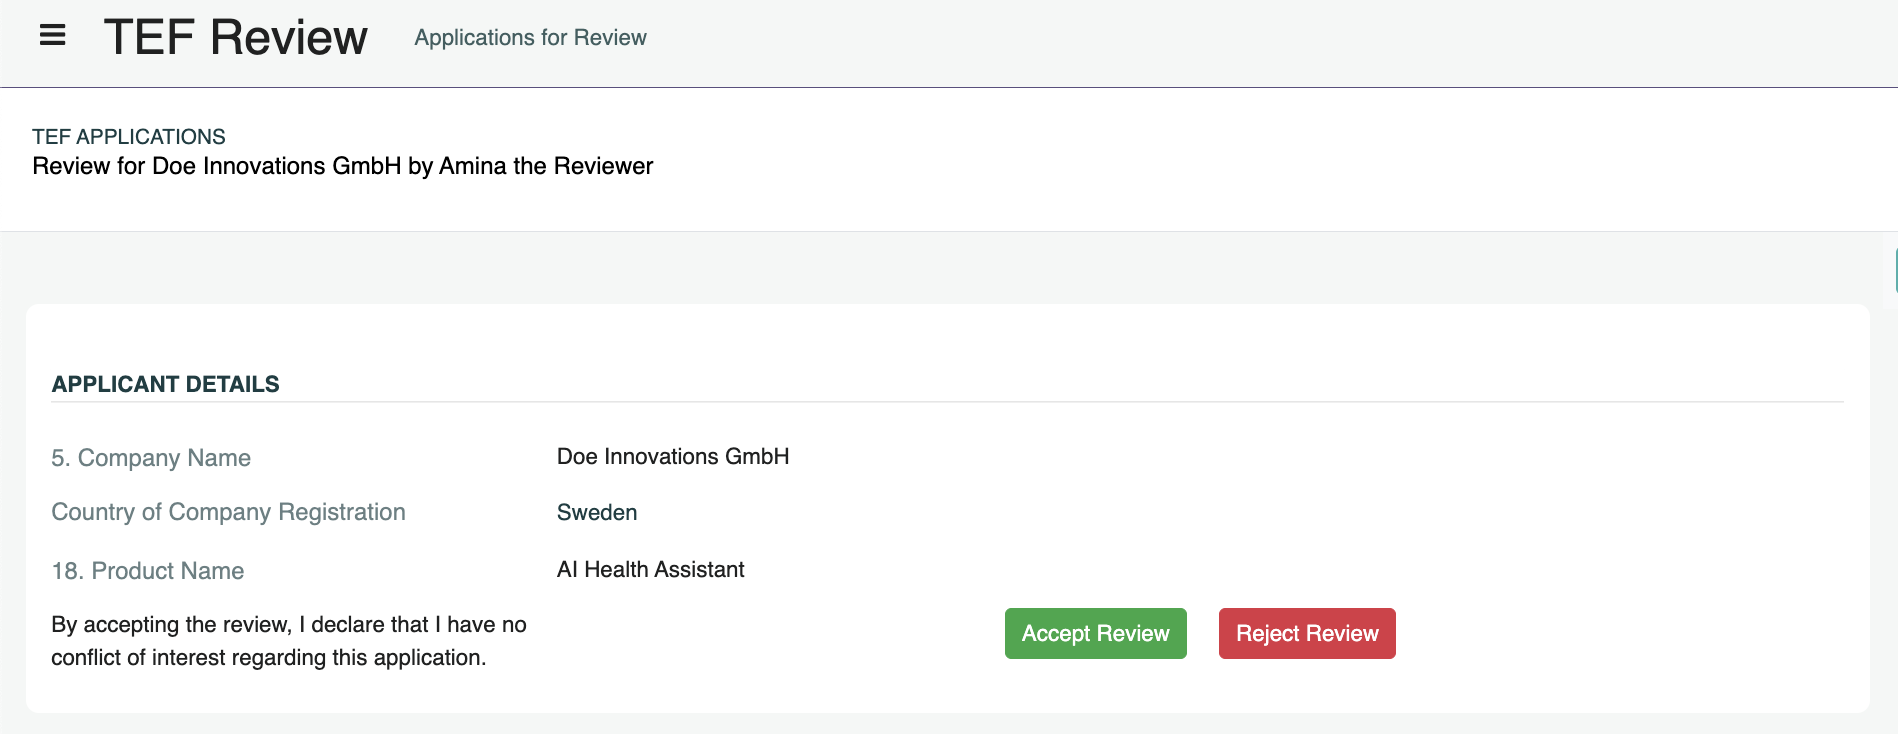 TEF Review
Applications for Review
TEF APPLICATIONS
Review for Doe Innovations GmbH by Amina the Reviewer
APPLICANT DETAILS
5. Company Name
Doe Innovations GmbH
Country of Company Registration
Sweden
18. Product Name
AI Health Assistant
By accepting the review, I declare that I have no
conflict of interest regarding this application.
Accept Review
Reject Review